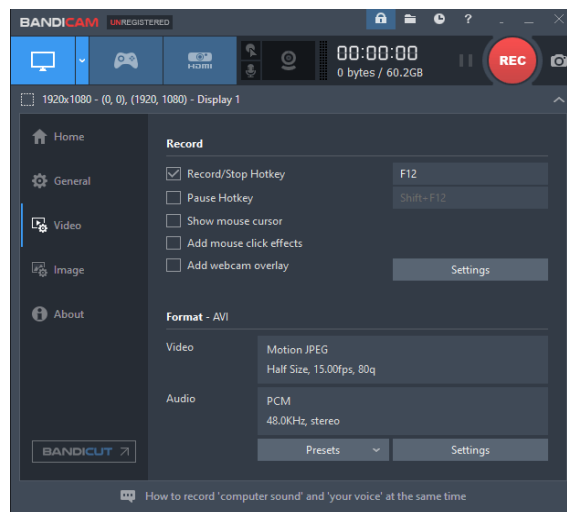 BANDICAM UNREGISTERED
?
HDMI
00:00:00
0 bytes / 60.2GB
REC
1920x1080 - (0, 0), (1920, 1080) - Display 1
Home
General
Video
Image
About
BANDICUT
Record
Record/Stop Hotkey F12
Pause Hotkey Shift+F12
Show mouse cursor
Add mouse click effects
Add webcam overlay
Settings
Format - AVI
Video
Motion JPEG
Half Size, 15.00fps, 80q
Audio
PCM
48.0KHz, stereo
Presets
Settings
How to record 'computer sound' and 'your voice' at the same time